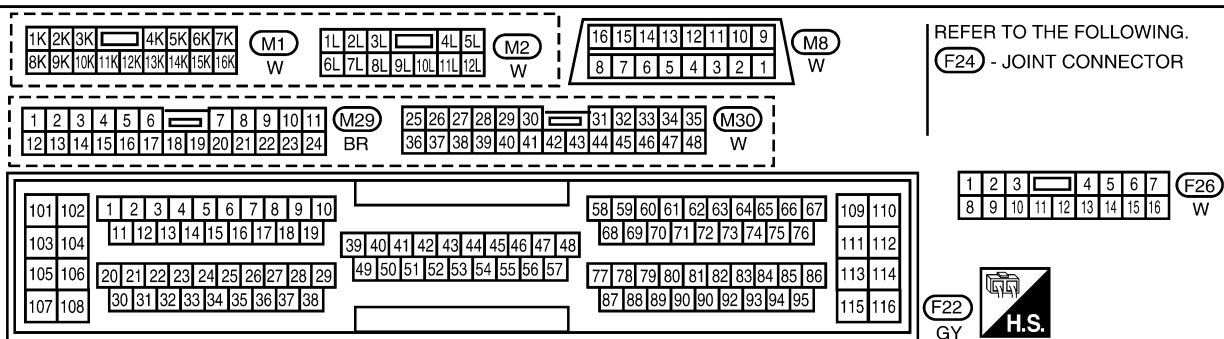 1K 2K 3K 4K 5K 6K 7K
8K 9K 10K 11K 12K 13K 14K 15K 16K
M1
W
1L 2L 3L 4L 5L
6L 7L 8L 9L 10L 11L 12L
M2
W
16 15 14 13 12 11 10 9
8 7 6 5 4 3 2 1
M8
W
REFER TO THE FOLLOWING.
F24 - JOINT CONNECTOR
1 2 3 4 5 6 7 8 9 10 11
12 13 14 15 16 17 18 19 20 21 22 23 24
M29
BR
25 26 27 28 29 30 31 32 33 34 35
36 37 38 39 40 41 42 43 44 45 46 47 48
M30
W
101 102
103 104
105 106
107 108
1 2 3 4 5 6 7 8 9 10
11 12 13 14 15 16 17 18 19
20 21 22 23 24 25 26 27 28 29
30 31 32 33 34 35 36 37 38
39 40 41 42 43 44 45 46 47 48
49 50 51 52 53 54 55 56 57
58 59 60 61 62 63 64 65 66 67
68 69 70 71 72 73 74 75 76
77 78 79 80 81 82 83 84 85 86
87 88 89 90 90 92 93 94 95
109 110
111 112
113 114
115 116
F22
GY
1 2 3 4 5 6 7
8 9 10 11 12 13 14 15 16
F26
W
H.S.